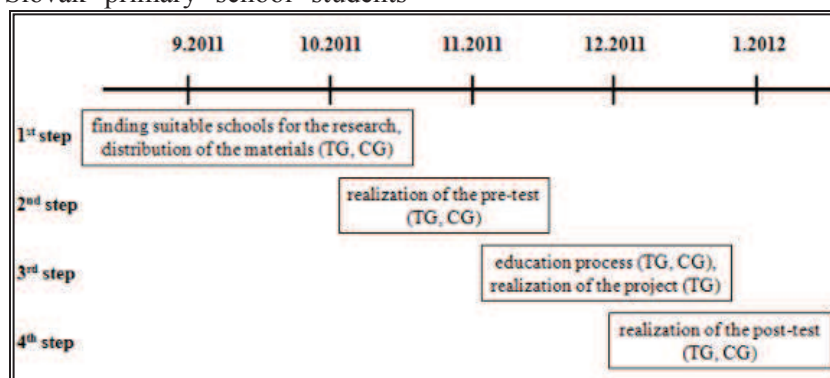 Slovak primary school students
9.2011 10.2011 11.2011 12.2011 1.2012
1st step
finding suitable schools for the research,
distribution of the materials (TG, CG)
2nd step
realization of the pre-test
(TG, CG)
3rd step
education process (TG, CG),
realization of the project (TG)
4th step
realization of the post-test
(TG, CG)